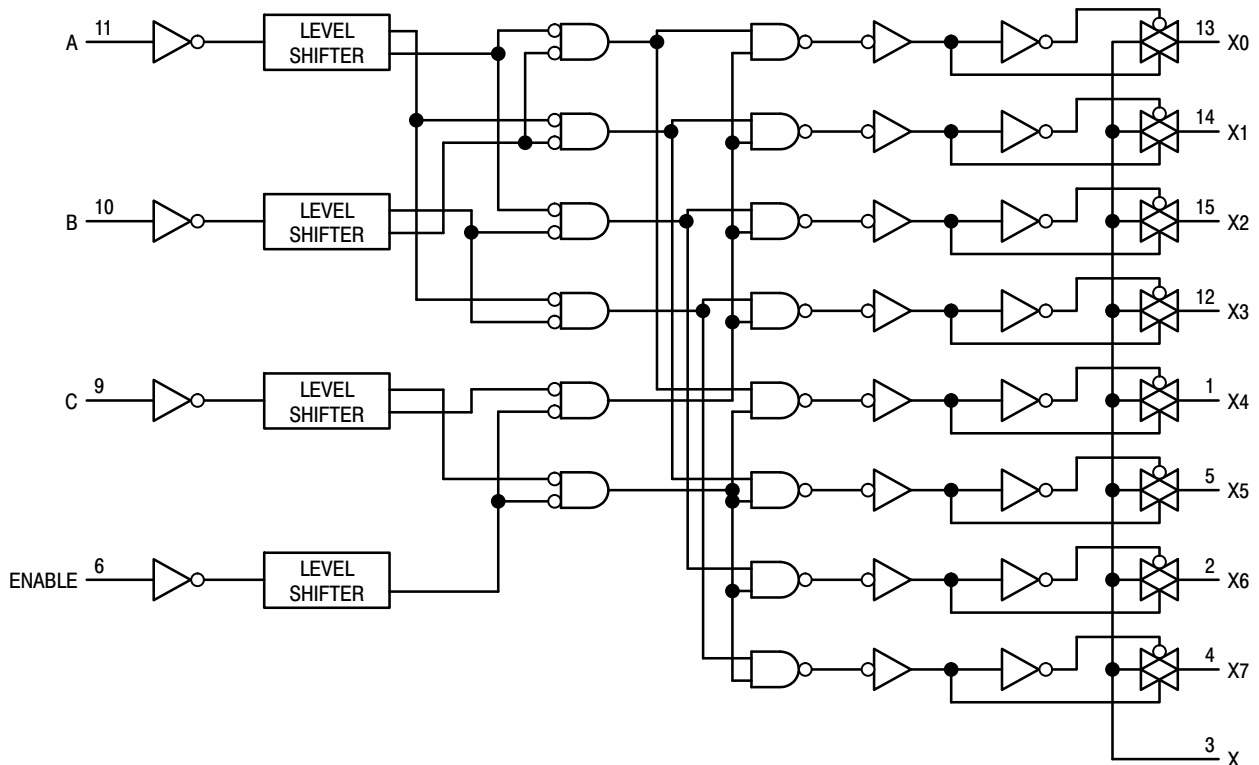 A 11 LEVEL SHIFTER 13 X0
14 X1
B 10 LEVEL SHIFTER 15 X2
12 X3
C 9 LEVEL SHIFTER 1 X4
5 X5
ENABLE 6 LEVEL SHIFTER 2 X6
4 X7
3 X